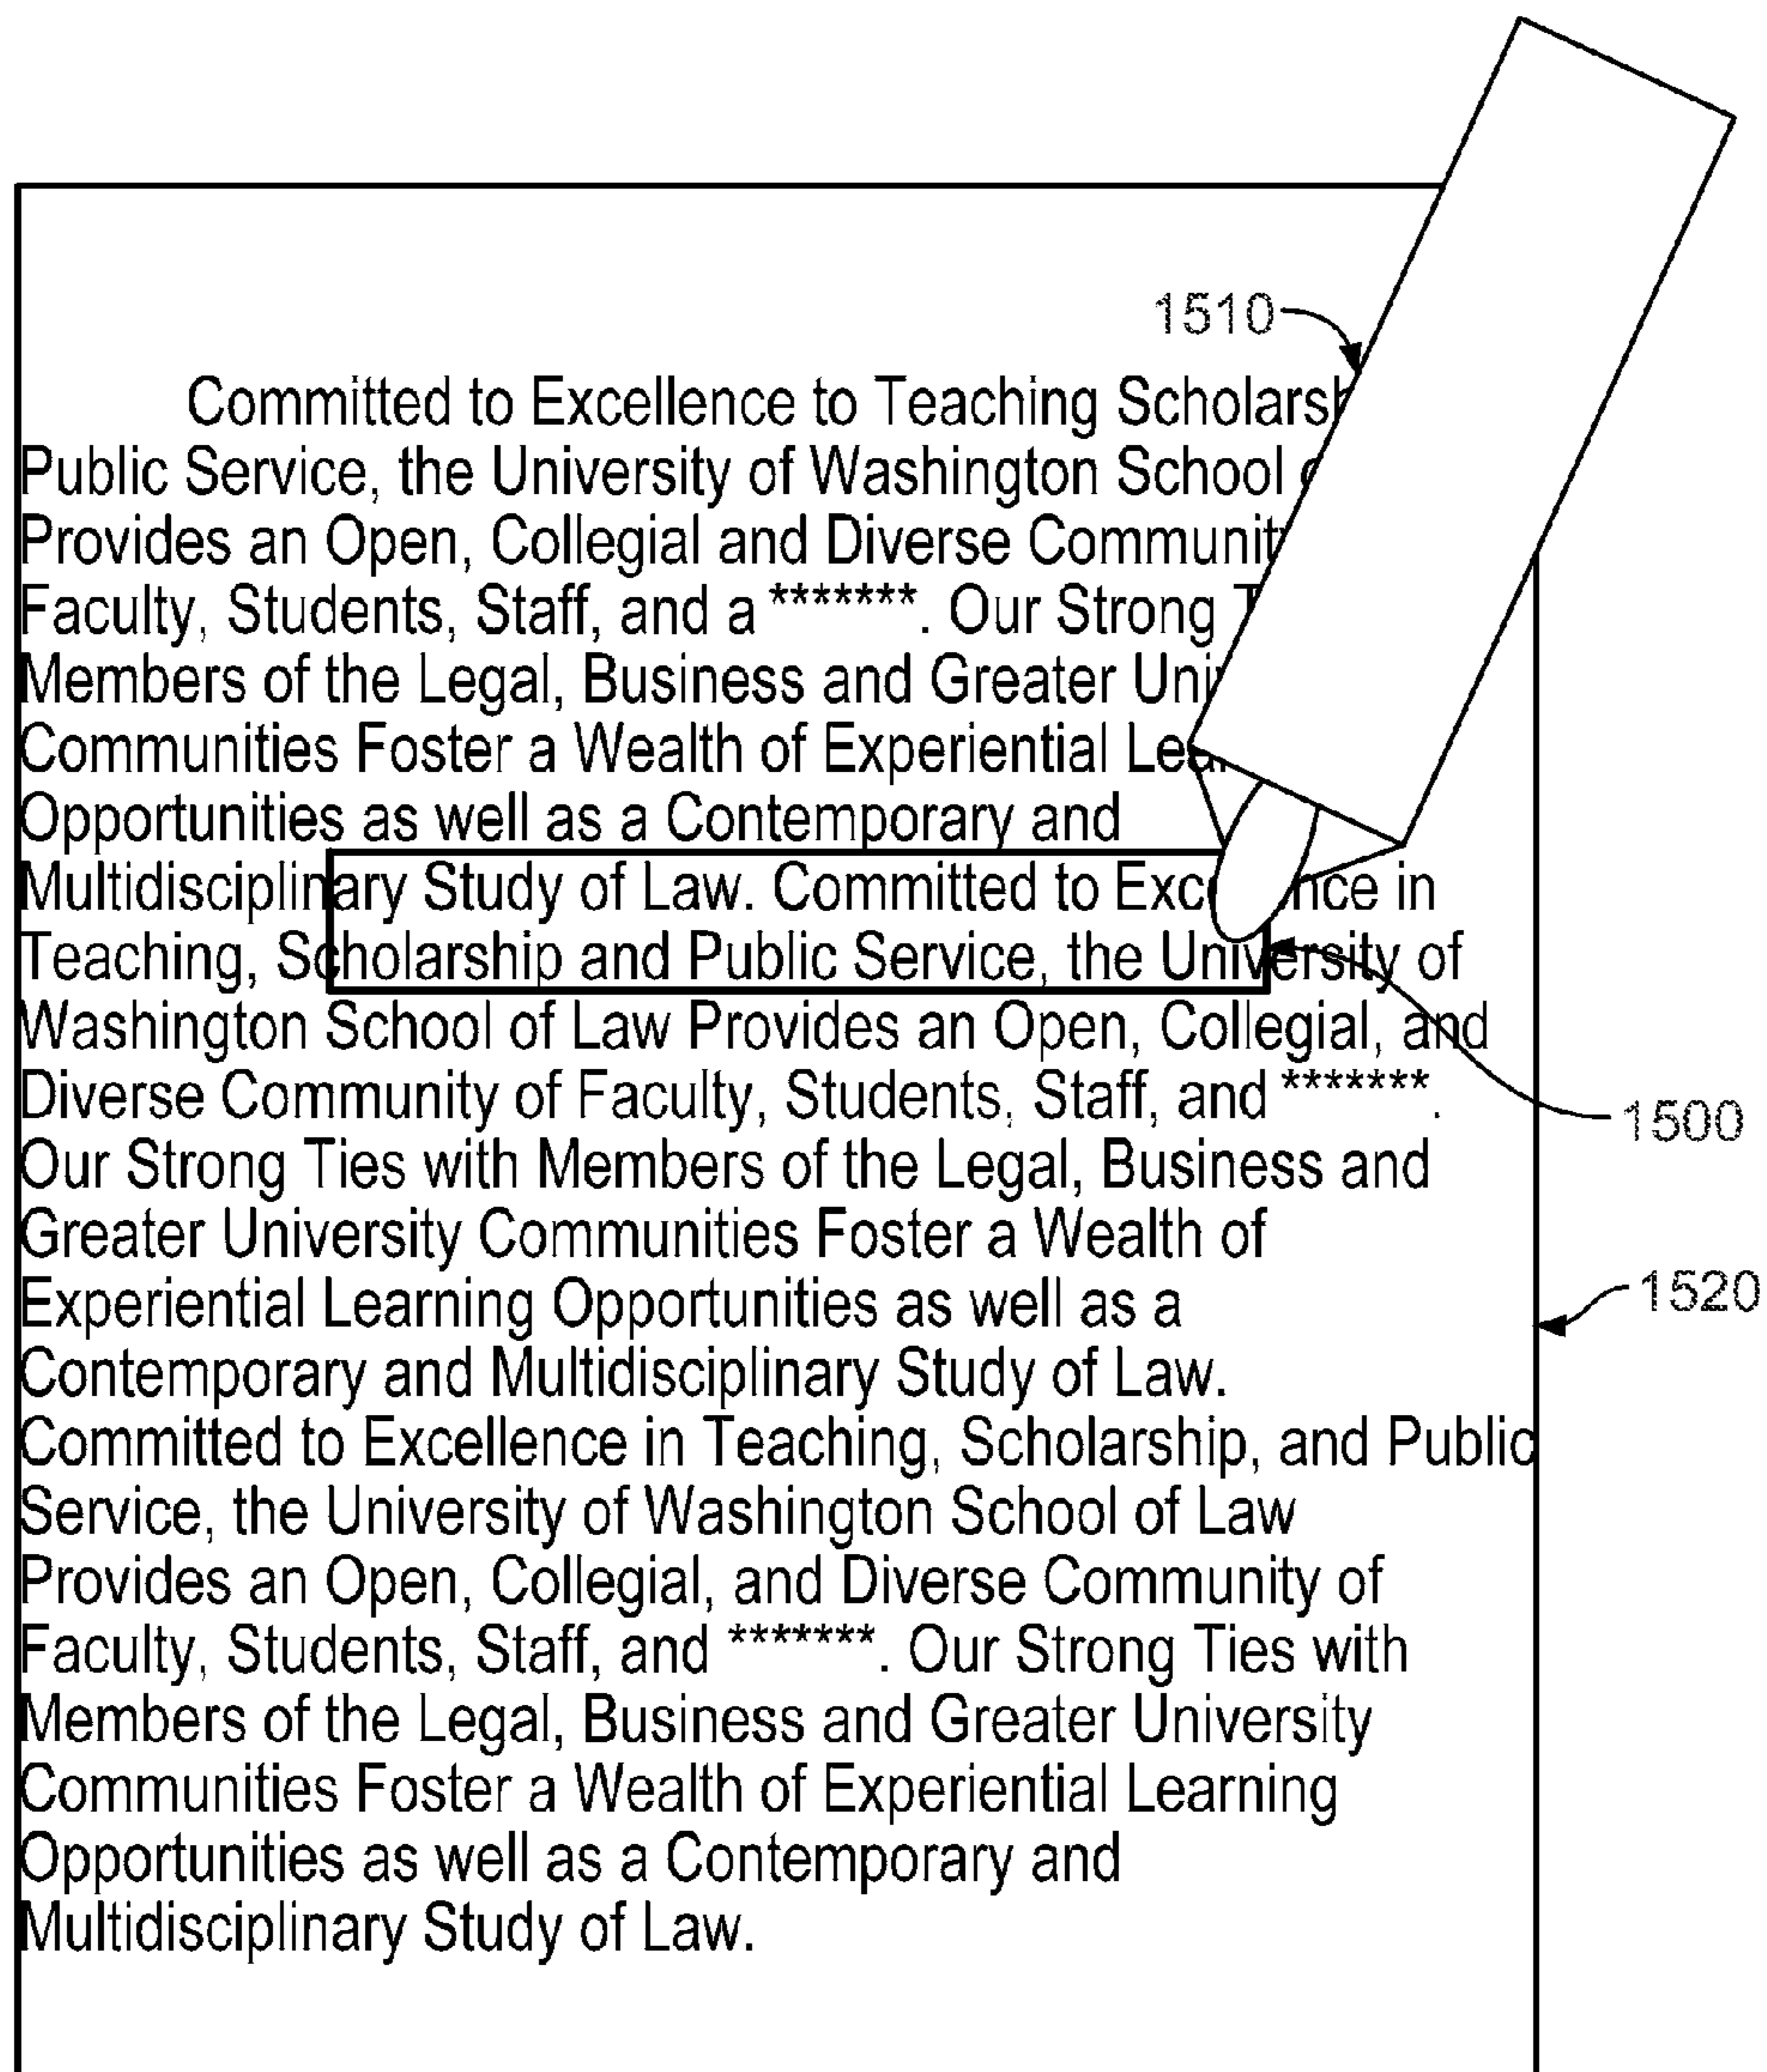 1510
Committed to Excellence to Teaching
Public Service, the University of Washington School
Provides an Open, Collegial and Diverse
Faculty, Students, Staff, and a *******. Our Strong
Members of the Legal, Business and Greater
Communities Foster a Wealth of Experiential
Opportunities as well as a Contemporary and
Multidisciplinary Study of Law. Committed to in
Teaching, Scholarship and Public Service, the University of
Washington School of Law Provides an Open, Collegial, and
Diverse Community of Faculty, Students, Staff, and *******.
1500
Our Strong Ties with Members of the Legal, Business and
Greater University Communities Foster a Wealth of
Experiential Learning Opportunities as well as a
1520
Contemporary and Multidisciplinary Study of Law.
Committed to Excellence in Teaching, Scholarship, and Public
Service, the University of Washington School of Law
Provides an Open, Collegial, and Diverse Community of
Faculty, Students, Staff, and *******. Our Strong Ties with
Members of the Legal, Business and Greater University
Communities Foster a Wealth of Experiential Learning
Opportunities as well as a Contemporary and
Multidisciplinary Study of Law.